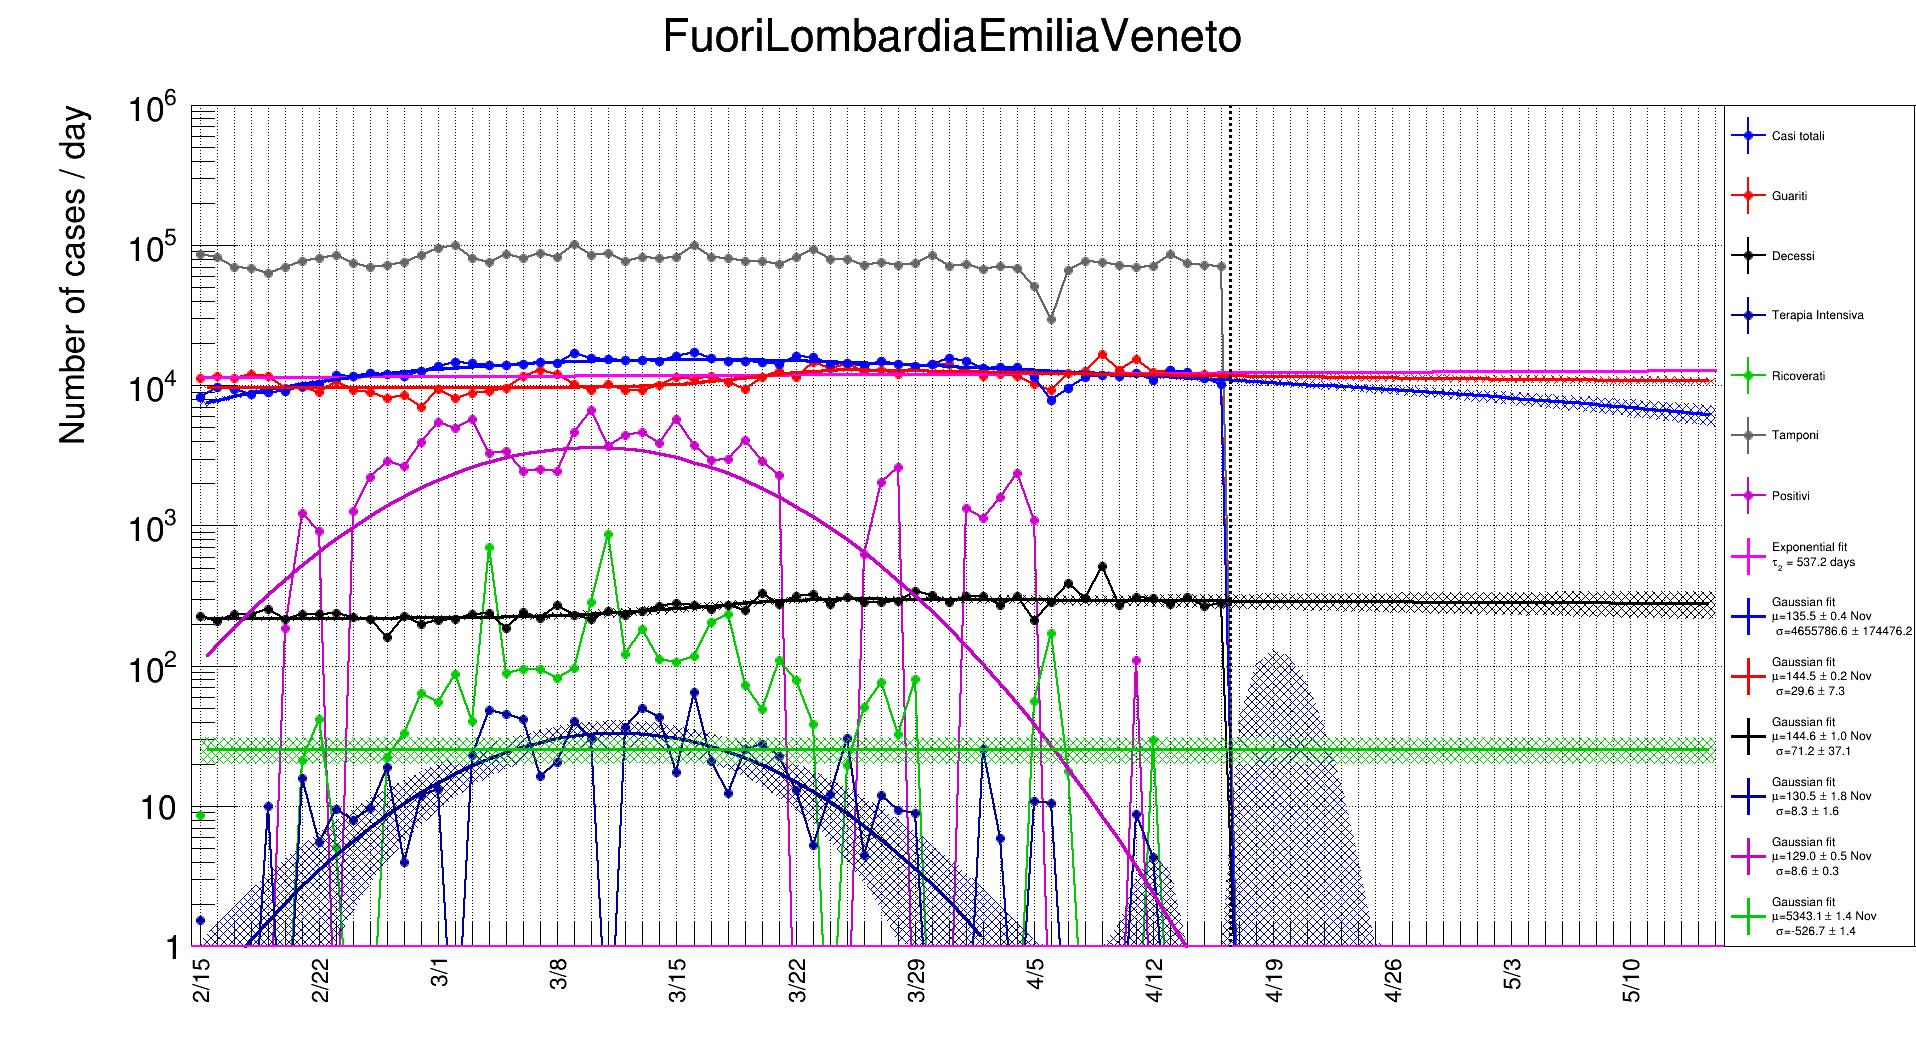 FuoriLombardiaEmiliaVeneto
Number of cases / day
10^6
10^5
10^4
10^3
10^2
10
1
2/15
2/22
3/1
3/8
3/15
3/22
3/29
4/5
4/12
4/19
4/26
5/3
5/10
Casi totali
Guariti
Decessi
Terapia Intensiva
Ricoverati
Tamponi
Positivi
Exponential fit
τ₂ = 537.2 days
Gaussian fit
μ=135.5 ± 0.4 Nov
σ=4655786.6 ± 174476.2
Gaussian fit
μ=144.5 ± 0.2 Nov
σ=29.6 ± 7.3
Gaussian fit
μ=144.6 ± 1.0 Nov
σ=71.2 ± 37.1
Gaussian fit
μ=130.5 ± 1.8 Nov
σ=8.3 ± 1.6
Gaussian fit
μ=129.0 ± 0.5 Nov
σ=8.6 ± 0.3
Gaussian fit
μ=5343.1 ± 1.4 Nov
σ=-526.7 ± 1.4